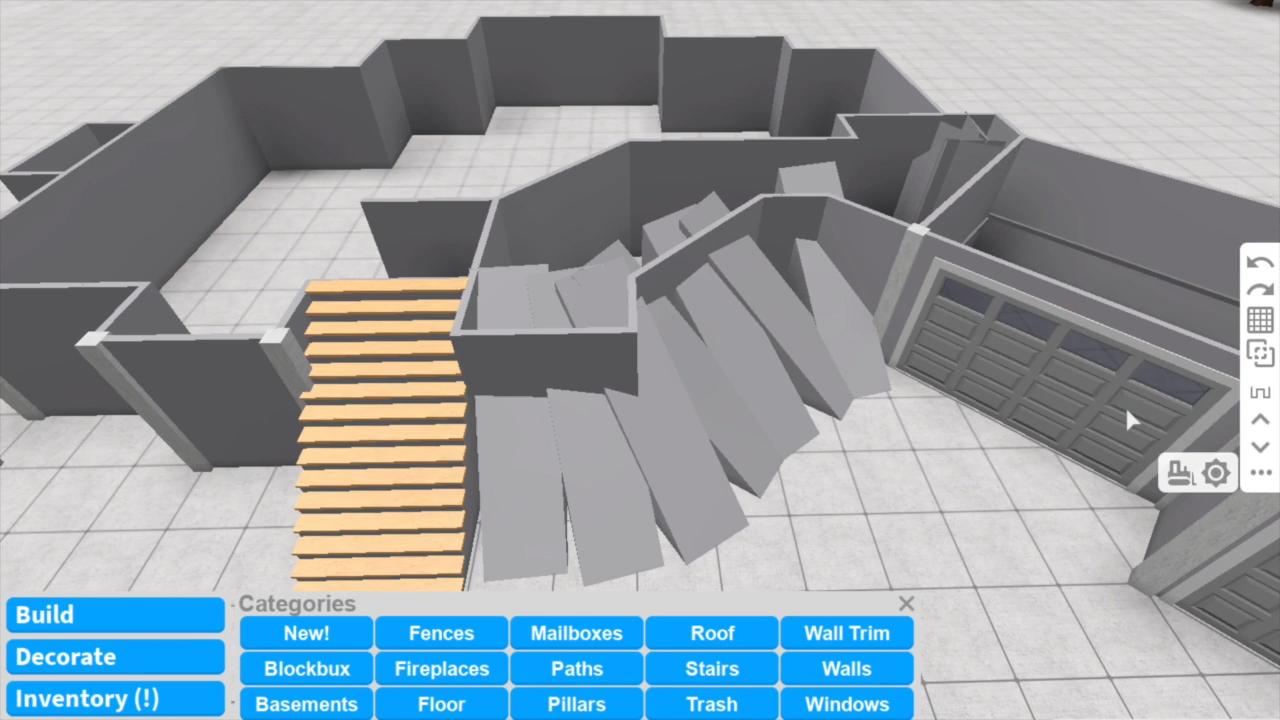 Build
Decorate
Inventory (!)
Categories
New! Fences Mailboxes Roof Wall Trim
Blockbux Fireplaces Paths Stairs Walls
Basements Floor Pillars Trash Windows